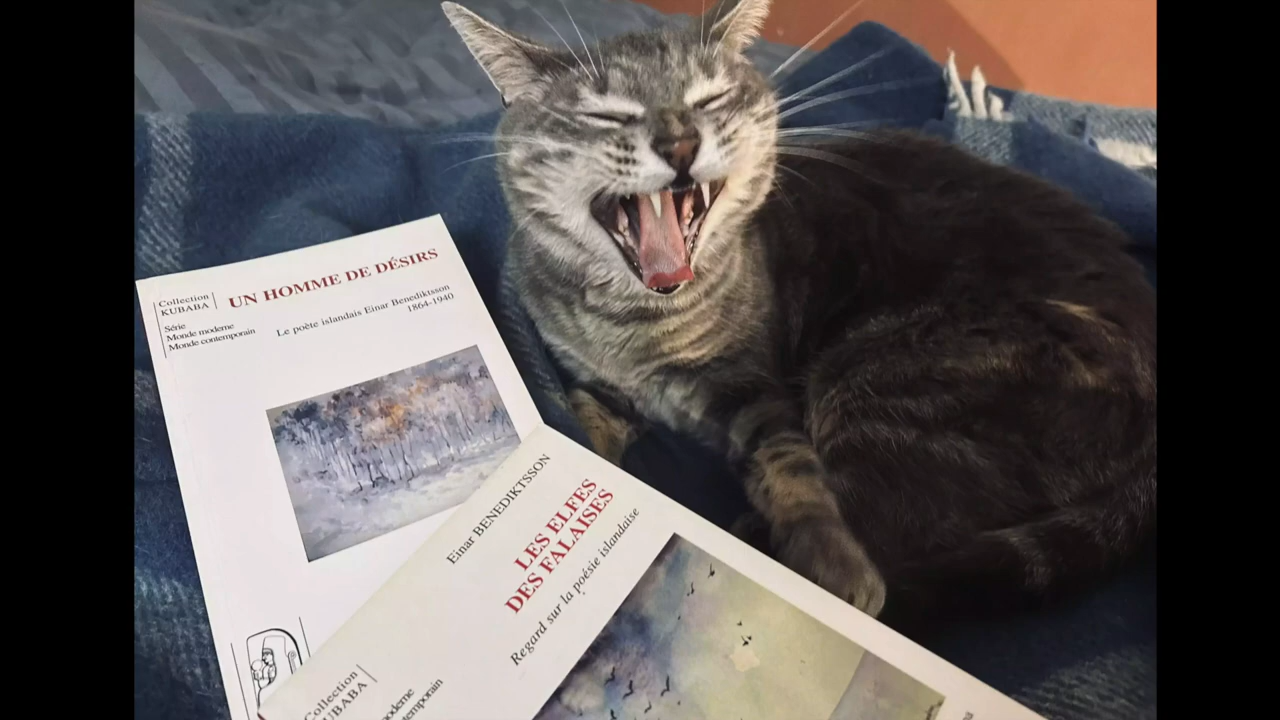 Collection
KUBABA
Série
Monde moderne
Monde contemporain
UN HOMME DE DÉSIRS
Le poète islandais Einar Benediktsson
1864-1940
Einar BENEDIKTSSON
LES ELFES
DES FALAISES
Regard sur la poésie islandaise
Collection
KUBABA
moderne